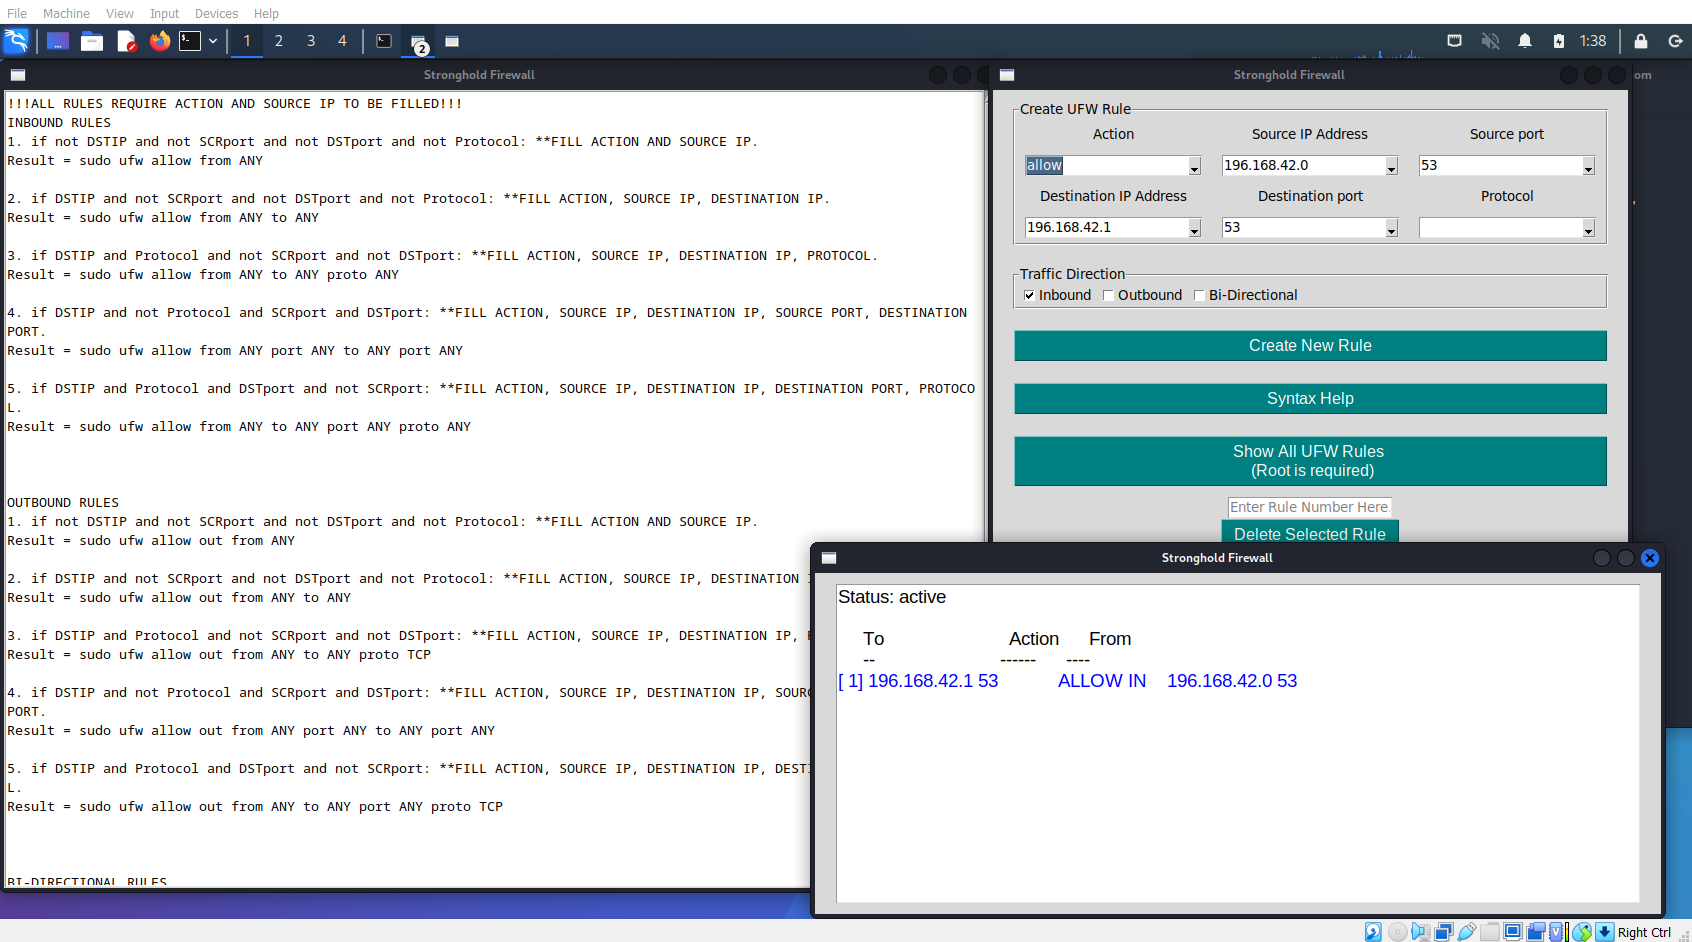 File Machine View Input Devices Help
1 2 3 4
2
1:38
Stronghold Firewall
!!!ALL RULES REQUIRE ACTION AND SOURCE IP TO BE FILLED!!!
INBOUND RULES
1. if not DSTIP and not SCRport and not DSTport and not Protocol: **FILL ACTION AND SOURCE IP.
Result = sudo ufw allow from ANY
2. if DSTIP and not SCRport and not DSTport and not Protocol: **FILL ACTION, SOURCE IP, DESTINATION IP.
Result = sudo ufw allow from ANY to ANY
3. if DSTIP and Protocol and not SCRport and not DSTport: **FILL ACTION, SOURCE IP, DESTINATION IP, PROTOCOL.
Result = sudo ufw allow from ANY to ANY proto ANY
4. if DSTIP and not Protocol and SCRport and DSTport: **FILL ACTION, SOURCE IP, DESTINATION IP, SOURCE PORT, DESTINATION
PORT.
Result = sudo ufw allow from ANY port ANY to ANY port ANY
5. if DSTIP and Protocol and DSTport and not SCRport: **FILL ACTION, SOURCE IP, DESTINATION IP, DESTINATION PORT, PROTOCO
L.
Result = sudo ufw allow from ANY to ANY port ANY proto ANY
OUTBOUND RULES
1. if not DSTIP and not SCRport and not DSTport and not Protocol: **FILL ACTION AND SOURCE IP.
Result = sudo ufw allow out from ANY
2. if DSTIP and not SCRport and not DSTport and not Protocol: **FILL ACTION, SOURCE IP, DESTINATION
Result = sudo ufw allow out from ANY to ANY
3. if DSTIP and Protocol and not SCRport and not DSTport: **FILL ACTION, SOURCE IP, DESTINATION IP,
Result = sudo ufw allow out from ANY to ANY proto TCP
4. if DSTIP and not Protocol and SCRport and DSTport: **FILL ACTION, SOURCE IP, DESTINATION IP, SOUR
PORT.
Result = sudo ufw allow out from ANY port ANY to ANY port ANY
5. if DSTIP and Protocol and DSTport and not SCRport: **FILL ACTION, SOURCE IP, DESTINATION IP, DEST
L.
Result = sudo ufw allow out from ANY to ANY port ANY proto TCP
BI-DIRECTIONAL RULES
Stronghold Firewall
om
Create UFW Rule
Action Source IP Address Source port
allow 196.168.42.0 53
Destination IP Address Destination port Protocol
196.168.42.1 53
Traffic Direction
Inbound Outbound Bi-Directional
Create New Rule
Syntax Help
Show All UFW Rules
(Root is required)
Enter Rule Number Here.
Delete Selected Rule
Stronghold Firewall
Status: active
To Action From
-- ------ ----
[ 1] 196.168.42.1 53 ALLOW IN 196.168.42.0 53
Right Ctrl